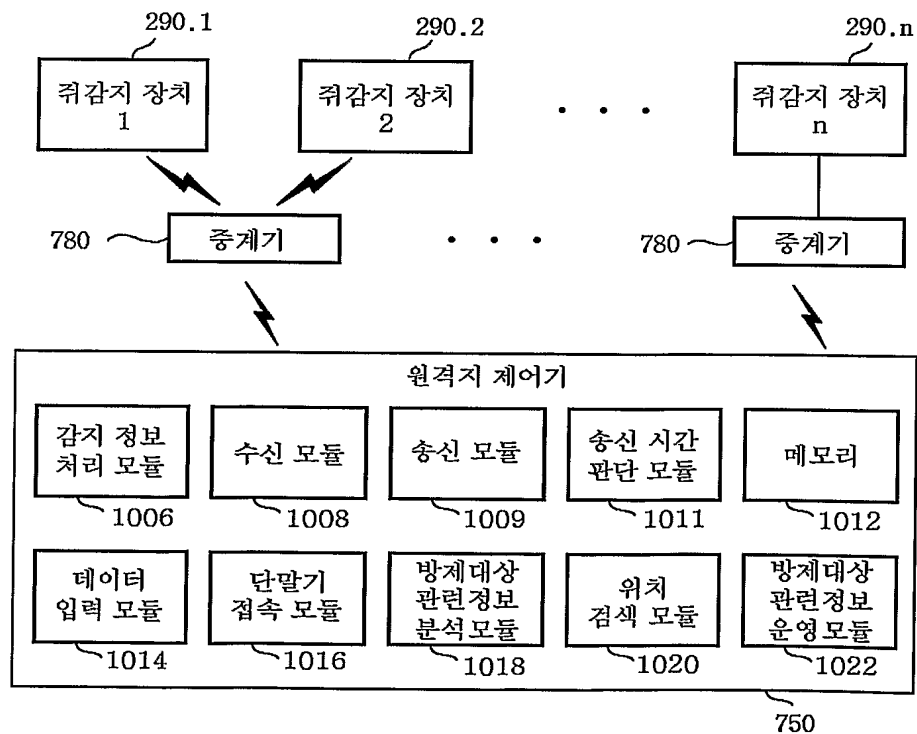 290.1
290.2
290.n
쥐감지 장치
1
쥐감지 장치
2
쥐감지 장치
n
780
중계기
780
중계기
원격지 제어기
감지 정보
처리 모듈
수신 모듈
송신 모듈
송신 시간
판단 모듈
메모리
1006
1008
1009
1011
1012
데이터
입력 모듈
단말기
접속 모듈
방제대상
관련정보
분석모듈
위치
검색 모듈
방제대상
관련정보
운영모듈
1014
1016
1018
1020
1022
750